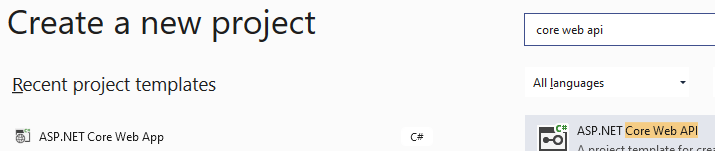 Create a new project
core web api
Recent project templates
All languages
ASP.NET Core Web App
C#
C#
ASP.NET Core Web API
A project template for